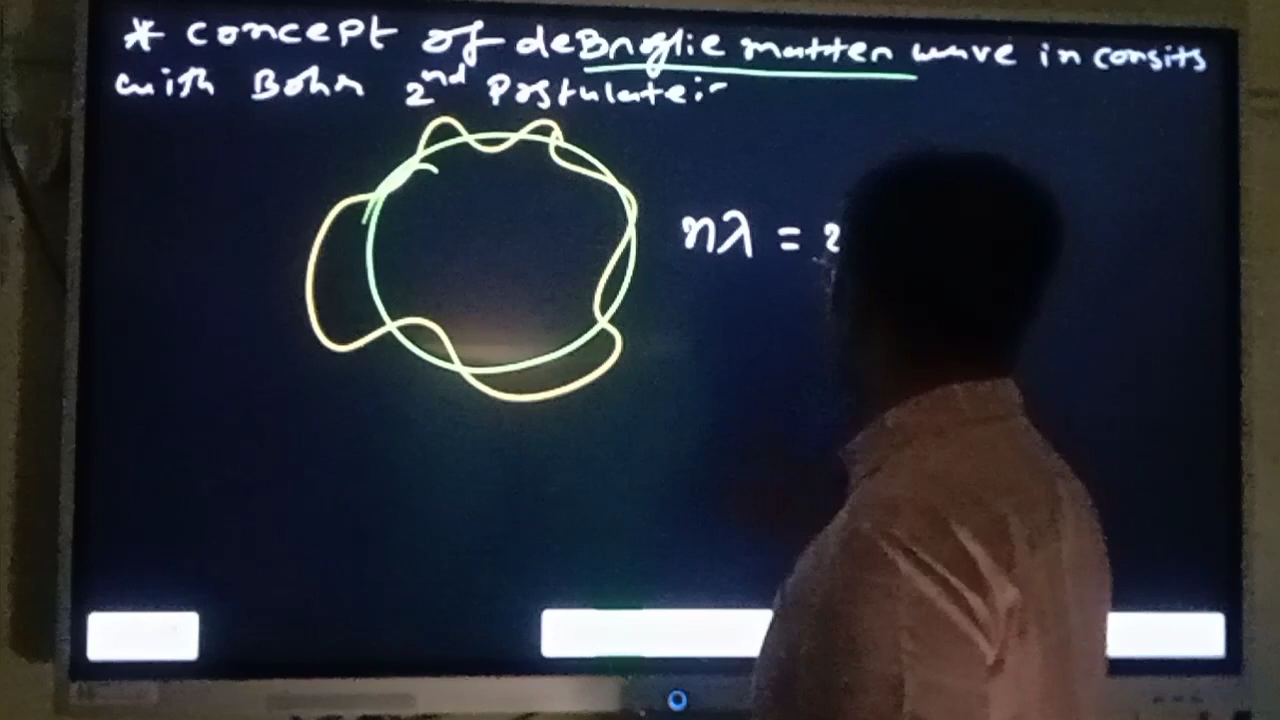 * concept of deBroglie matter wave in consits
with Bohr 2nd Postulate:-
nλ = 2